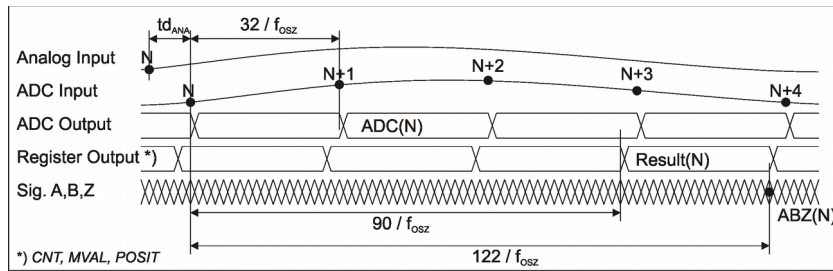 td_ANA 32 / f_osz
Analog Input N
ADC Input N N+1 N+2 N+3 N+4
ADC Output ADC(N)
Register Output *) Result(N)
Sig. A,B,Z ABZ(N)
90 / f_osz
*) CNT, MVAL, POSIT 122 / f_osz